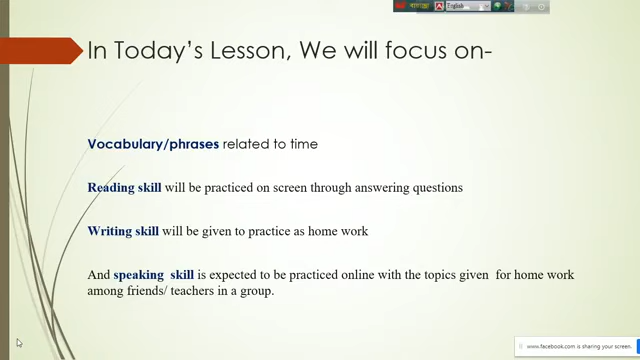 English
In Today's Lesson, We will focus on-
Vocabulary/phrases related to time
Reading skill will be practiced on screen through answering questions
Writing skill will be given to practice as home work
And speaking skill is expected to be practiced online with the topics given for home work
among friends/ teachers in a group.
www.facebook.com is sharing your screen.